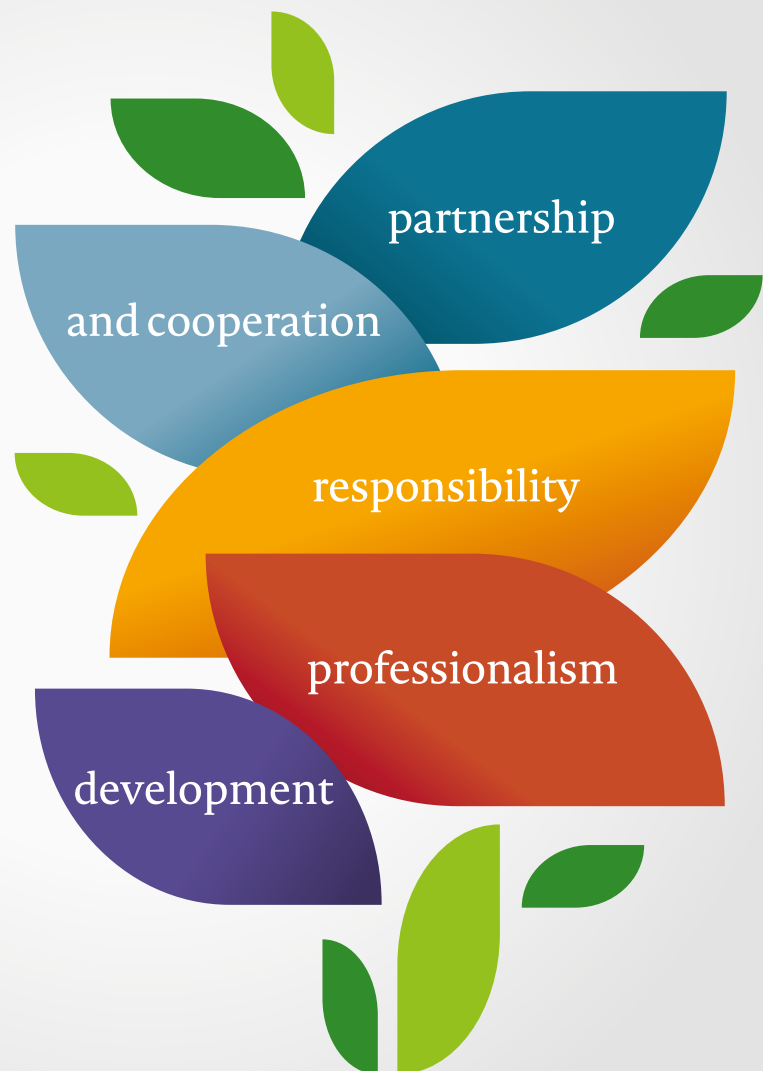 partnership
and cooperation
responsibility
professionalism
development